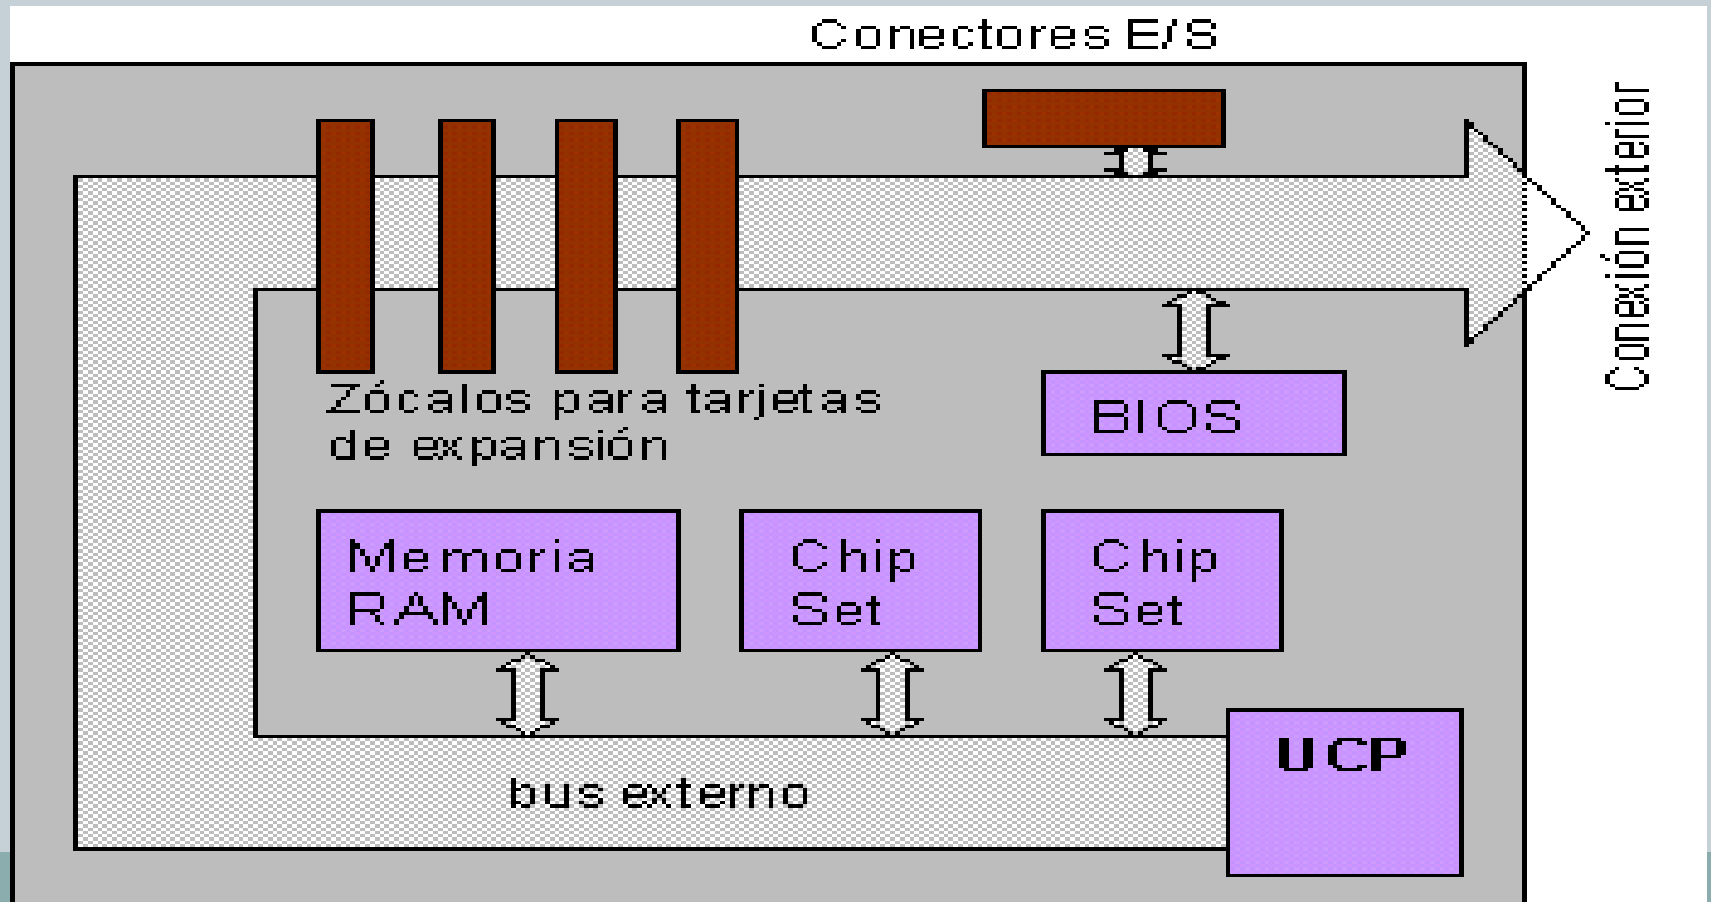 Conectores E/S
Conexión exterior
Zócalos para tarjetas
de expansión
BIOS
Memoria
RAM
Chip
Set
Chip
Set
UCP
bus externo